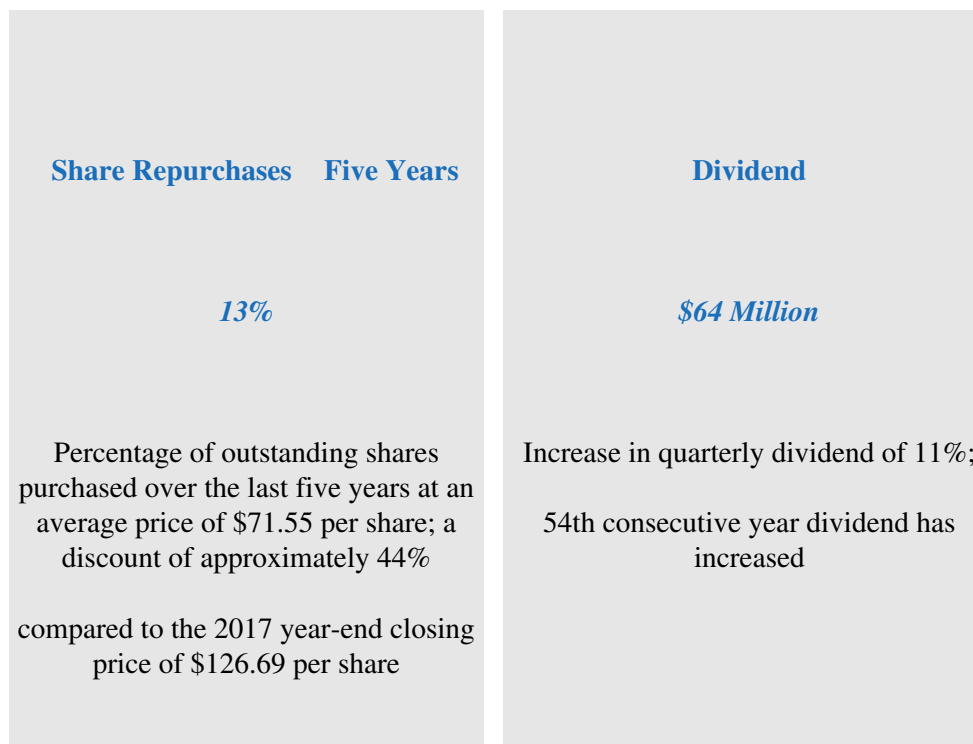 Share Repurchases Five Years
13%
Percentage of outstanding shares
purchased over the last five years at an
average price of $71.55 per share; a
discount of approximately 44%
compared to the 2017 year-end closing
price of $126.69 per share
Dividend
$64 Million
Increase in quarterly dividend of 11%;
54th consecutive year dividend has
increased